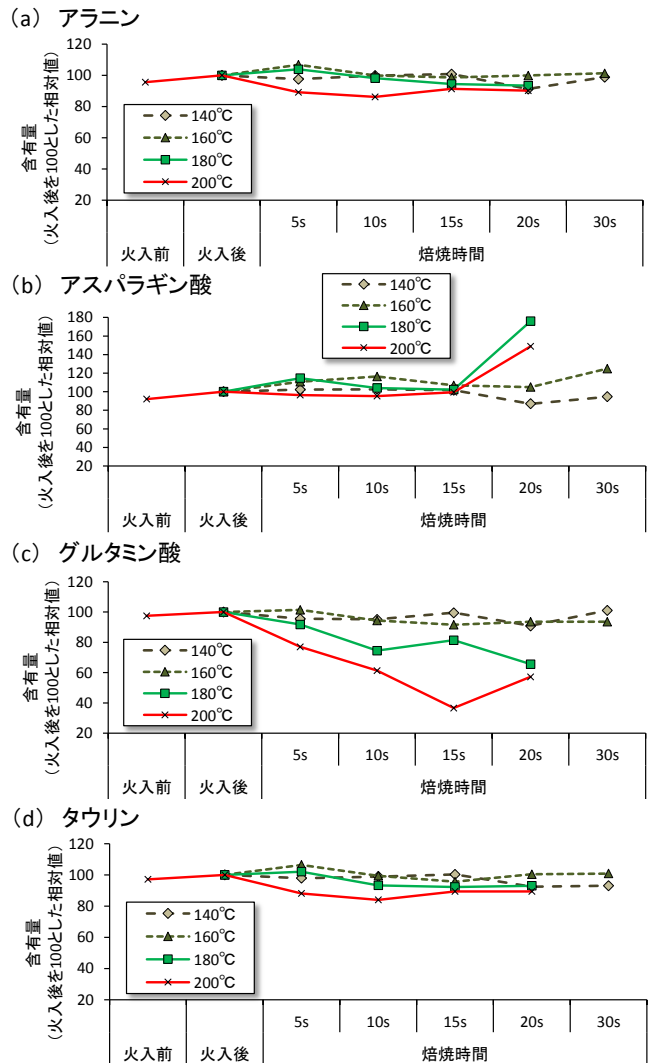 (a) アラニン
含有量
（火入後を100とした相対値）
120
100
80
60
40
20
140℃
160℃
180℃
200℃
5s 10s 15s 20s 30s
火入前 火入後 焙焼時間
(b) アスパラギン酸
含有量
（火入後を100とした相対値）
180
160
140
120
100
80
60
40
20
140℃
160℃
180℃
200℃
5s 10s 15s 20s 30s
火入前 火入後 焙焼時間
(c) グルタミン酸
含有量
（火入後を100とした相対値）
120
100
80
60
40
20
140℃
160℃
180℃
200℃
5s 10s 15s 20s 30s
火入前 火入後 焙焼時間
(d) タウリン
含有量
（火入後を100とした相対値）
120
100
80
60
40
20
140℃
160℃
180℃
200℃
5s 10s 15s 20s 30s
火入前 火入後 焙焼時間